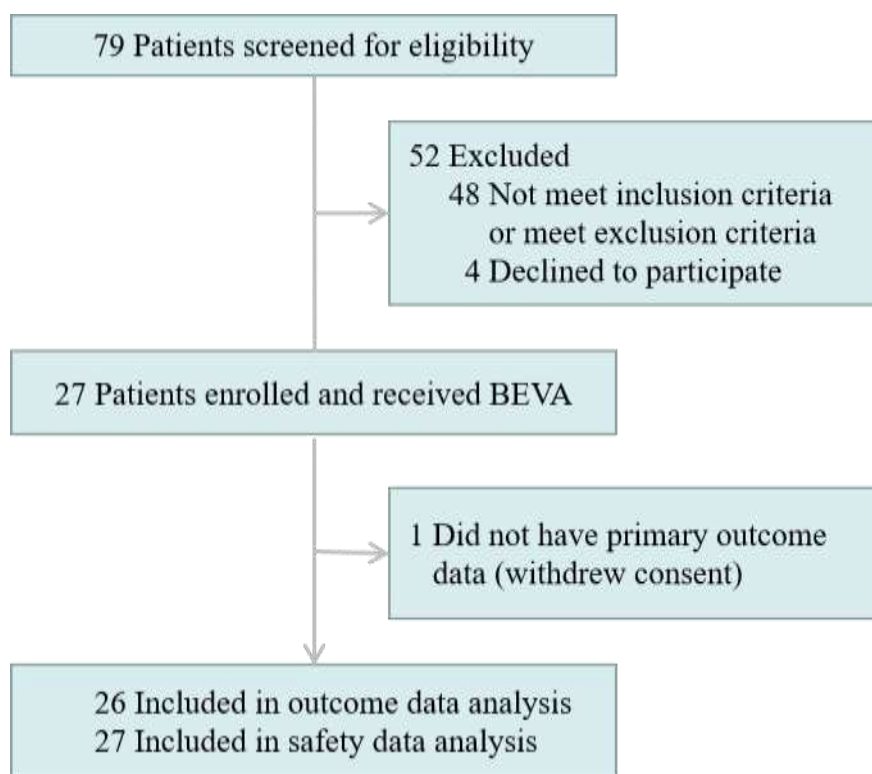 79 Patients screened for eligibility
52 Excluded
48 Not meet inclusion criteria
or meet exclusion criteria
4 Declined to participate
27 Patients enrolled and received BEVA
1 Did not have primary outcome
data (withdrew consent)
26 Included in outcome data analysis
27 Included in safety data analysis